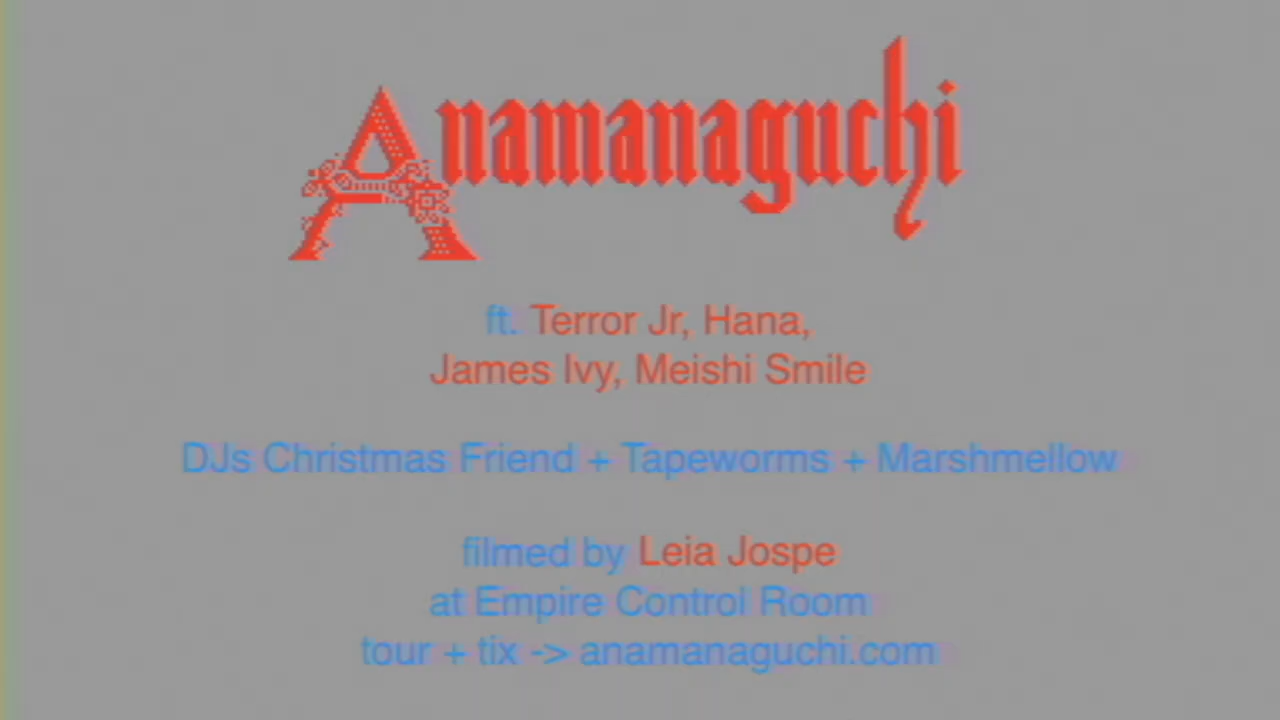 Anamanaguchi
ft. Terror Jr, Hana,
James Ivy, Meishi Smile
DJs Christmas Friend + Tapeworms + Marshmellow
filmed by Leia Jospe
at Empire Control Room
tour + tix -> anamanaguchi.com